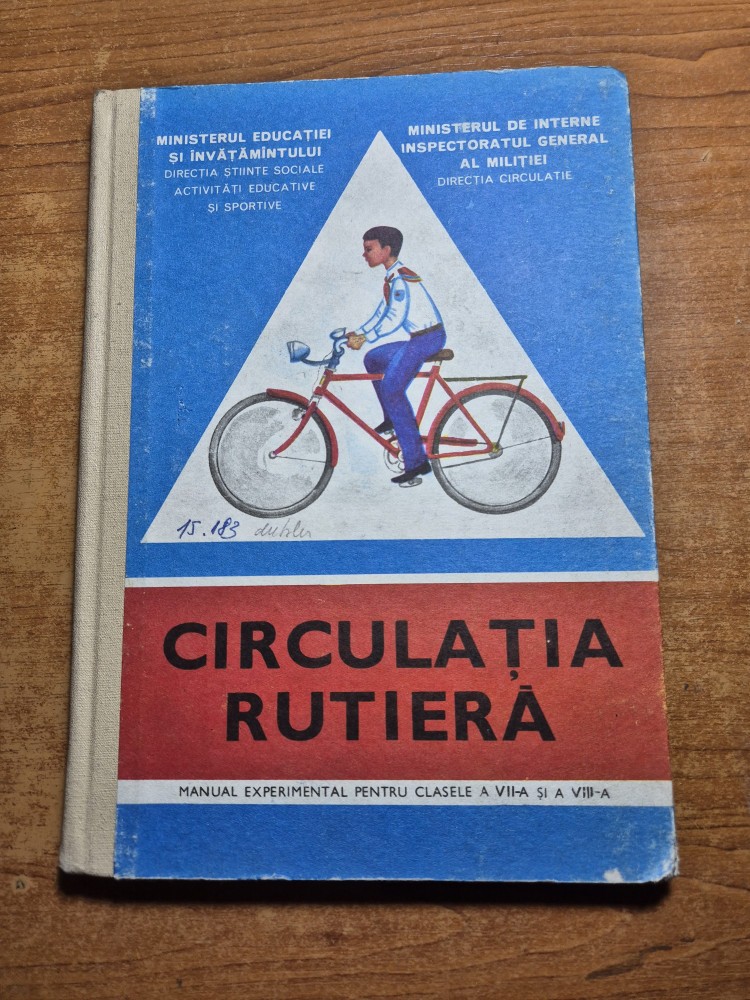 MINISTERUL EDUCAȚIEI
ȘI ÎNVĂȚĂMÎNTULUI
DIRECȚIA ȘTIINȚE SOCIALE
ACTIVITĂȚI EDUCATIVE
ȘI SPORTIVE
MINISTERUL DE INTERNE
INSPECTORATUL GENERAL
AL MILIȚIEI
DIRECȚIA CIRCULAȚIE
15.183
CIRCULAȚIA
RUTIERĂ
MANUAL EXPERIMENTAL PENTRU CLASELE A VII-A ȘI A VIII-A